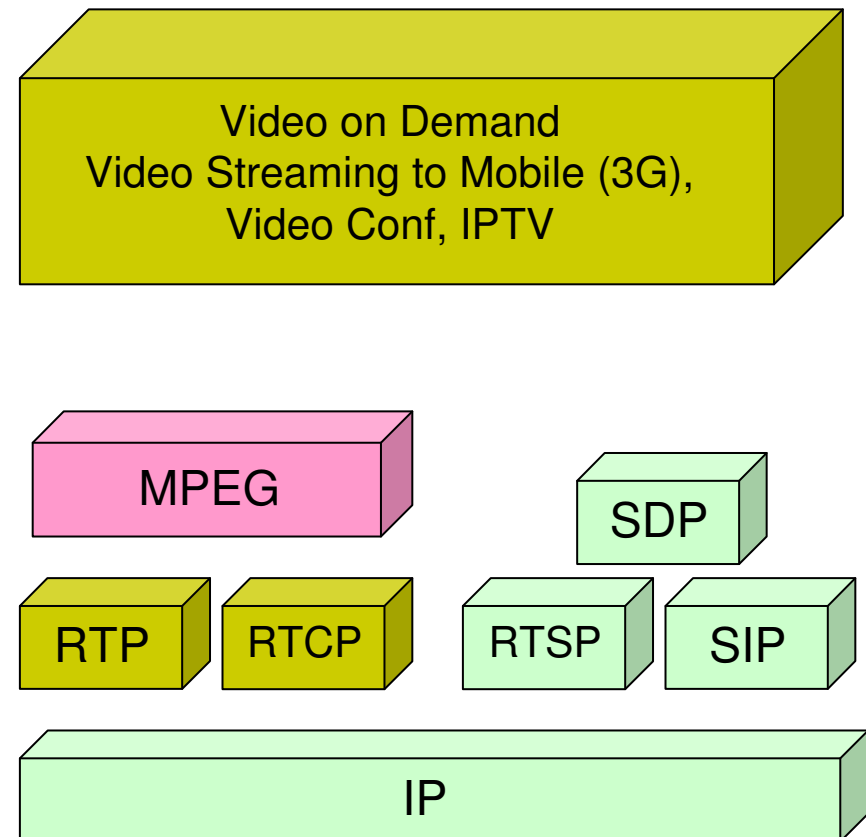 Video on Demand
Video Streaming to Mobile (3G),
Video Conf, IPTV
MPEG
SDP
RTP
RTCP
RTSP
SIP
IP